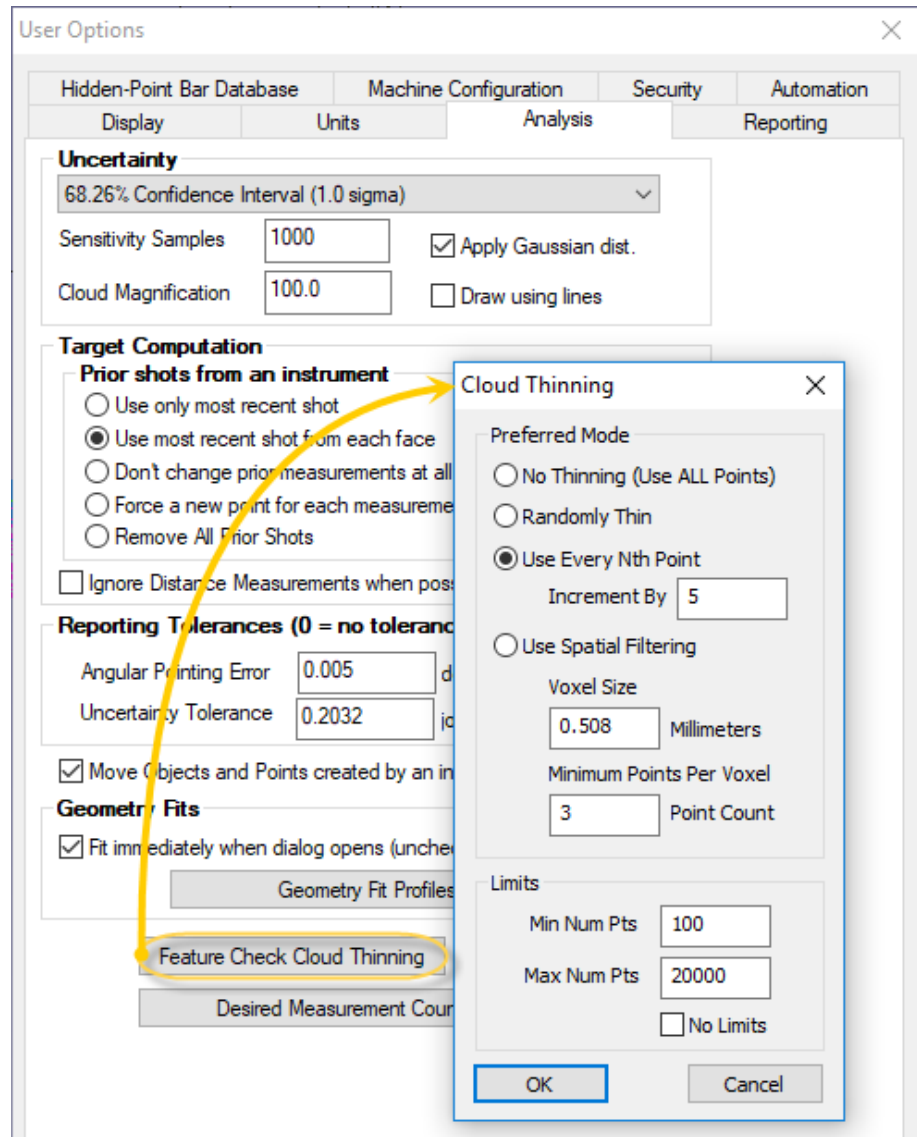 User Options
Hidden-Point Bar Database Machine Configuration Security Automation
Display Units Analysis Reporting
Uncertainty
68.26% Confidence Interval (1.0 sigma)
Sensitivity Samples 1000 Apply Gaussian dist.
Cloud Magnification 100.0 Draw using lines
Target Computation
Prior shots from an instrument
Use only most recent shot
Use most recent shot from each face
Don't change prior measurements at all
Force a new point for each measureme
Remove All Prior Shots
Ignore Distance Measurements when poss
Reporting Tolerances (0 = no toleranc
Angular Pointing Error 0.005 d
Uncertainty Tolerance 0.2032
Move Objects and Points created by an in
Geometry Fits
Fit immediately when dialog opens (unche
Geometry Fit Profiles
Feature Check Cloud Thinning
Desired Measurement Cour
Cloud Thinning
Preferred Mode
No Thinning (Use ALL Points)
Randomly Thin
Use Every Nth Point
Increment By 5
Use Spatial Filtering
Voxel Size
0.508 Millimeters
Minimum Points Per Voxel
3 Point Count
Limits
Min Num Pts 100
Max Num Pts 20000
No Limits
OK Cancel